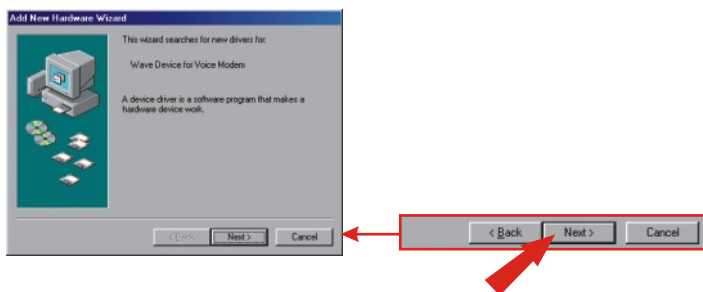 Add New Hardware Wizard
This wizard searches for new drivers for:
Wave Device for Voice Modem
A device driver is a software program that makes a
hardware device work.
< Back Next > Cancel
< Back Next > Cancel